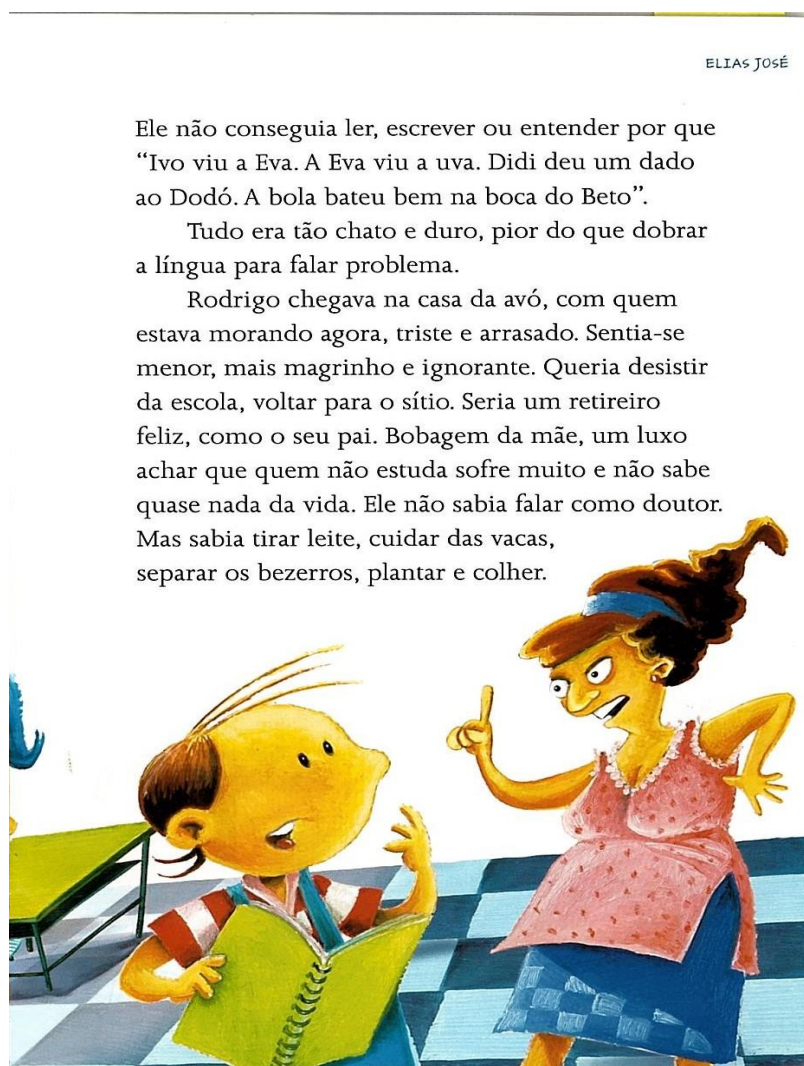 ELIAS JOSÉ
Ele não conseguia ler, escrever ou entender por que
“Ivo viu a Eva. A Eva viu a uva. Didi deu um dado
ao Dodó. A bola bateu bem na boca do Beto”.
Tudo era tão chato e duro, pior do que dobrar
a língua para falar problema.
Rodrigo chegava na casa da avó, com quem
estava morando agora, triste e arrasado. Sentia-se
menor, mais magrinho e ignorante. Queria desistir
da escola, voltar para o sítio. Seria um retireiro
feliz, como o seu pai. Bobagem da mãe, um luxo
achar que quem não estuda sofre muito e não sabe
quase nada da vida. Ele não sabia falar como doutor.
Mas sabia tirar leite, cuidar das vacas,
separar os bezerros, plantar e colher.